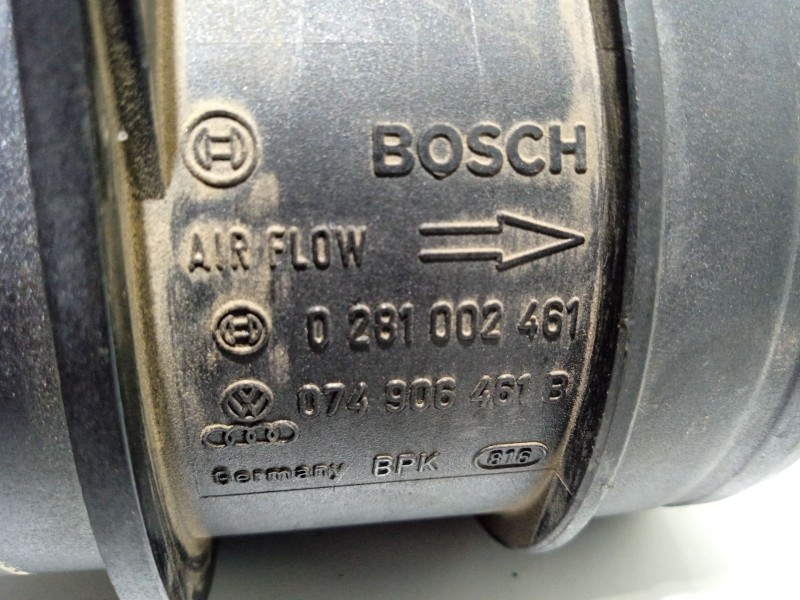 BOSCH
AIR FLOW
0 281 002 461
074 906 461 B
Germany BPK 816